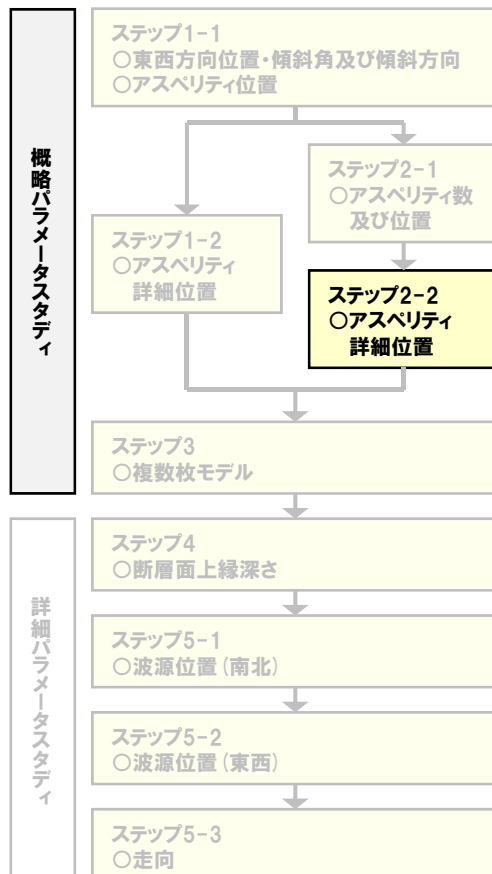 概略パラメータスタディ
ステップ1-1
○東西方向位置・傾斜角及び傾斜方向
○アスペリティ位置
ステップ1-2
○アスペリティ
詳細位置
ステップ2-1
○アスペリティ数
及び位置
ステップ2-2
○アスペリティ
詳細位置
ステップ3
○複数枚モデル
詳細パラメータスタディ
ステップ4
○断層面上縁深さ
ステップ5-1
○波源位置(南北)
ステップ5-2
○波源位置(東西)
ステップ5-3
○走向